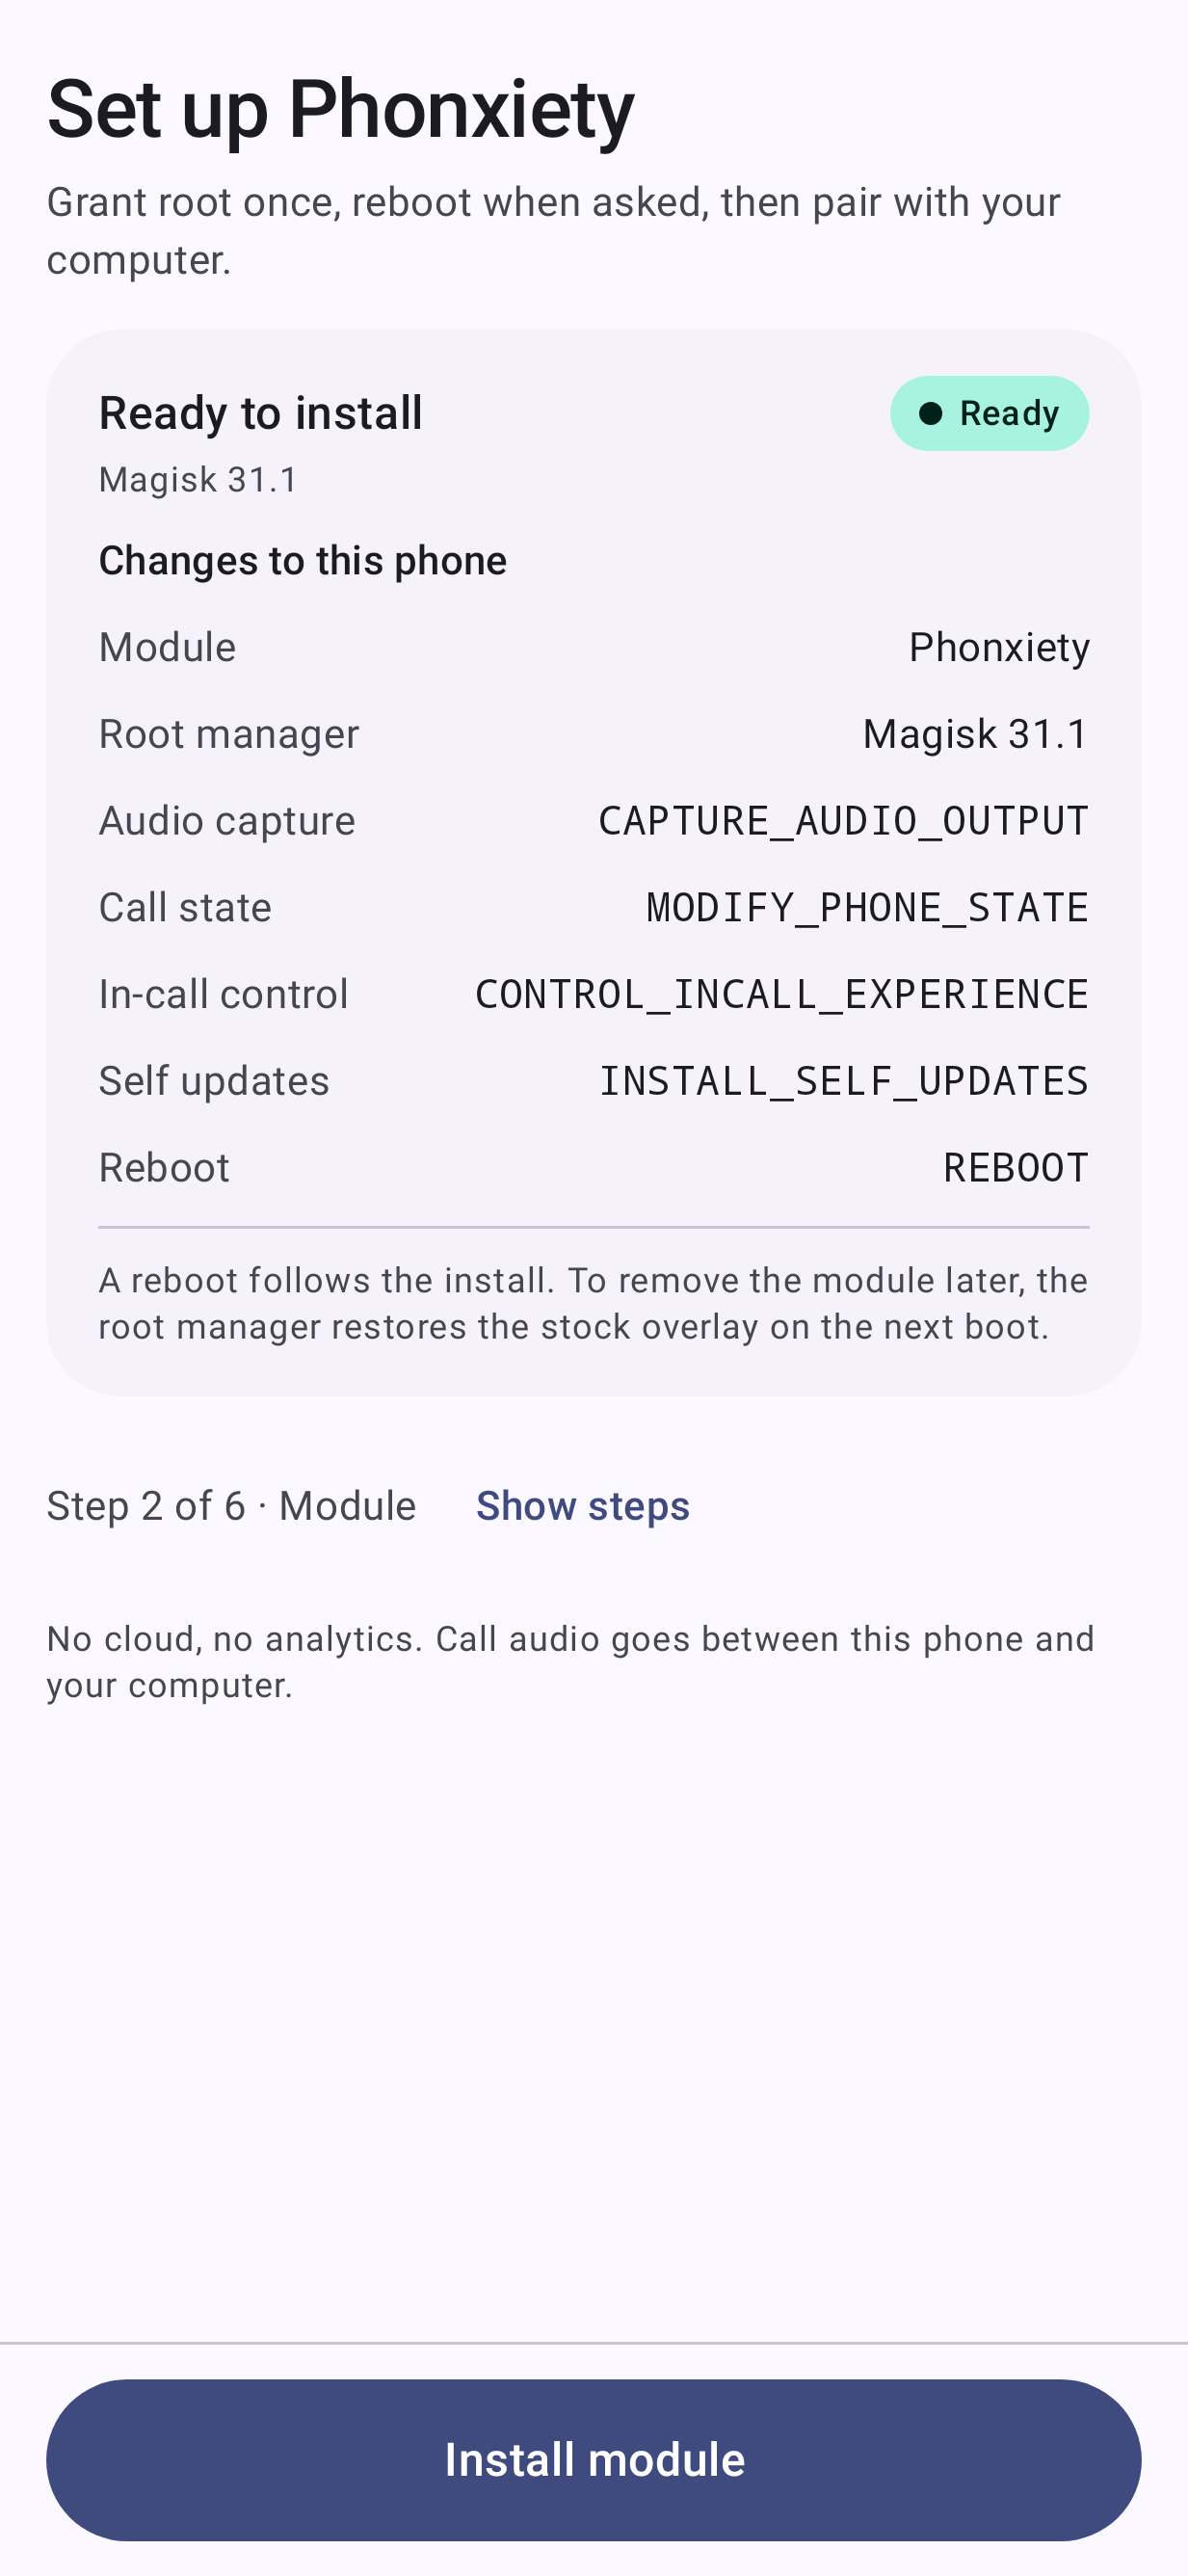 Set up Phonxiety
Grant root once, reboot when asked, then pair with your
computer.
Ready to install
Ready
Magisk 31.1
Changes to this phone
Module Phonxiety
Root manager Magisk 31.1
Audio capture CAPTURE_AUDIO_OUTPUT
Call state MODIFY_PHONE_STATE
In-call control CONTROL_INCALL_EXPERIENCE
Self updates INSTALL_SELF_UPDATES
Reboot REBOOT
A reboot follows the install. To remove the module later, the
root manager restores the stock overlay on the next boot.
Step 2 of 6 · Module Show steps
No cloud, no analytics. Call audio goes between this phone and
your computer.
Install module